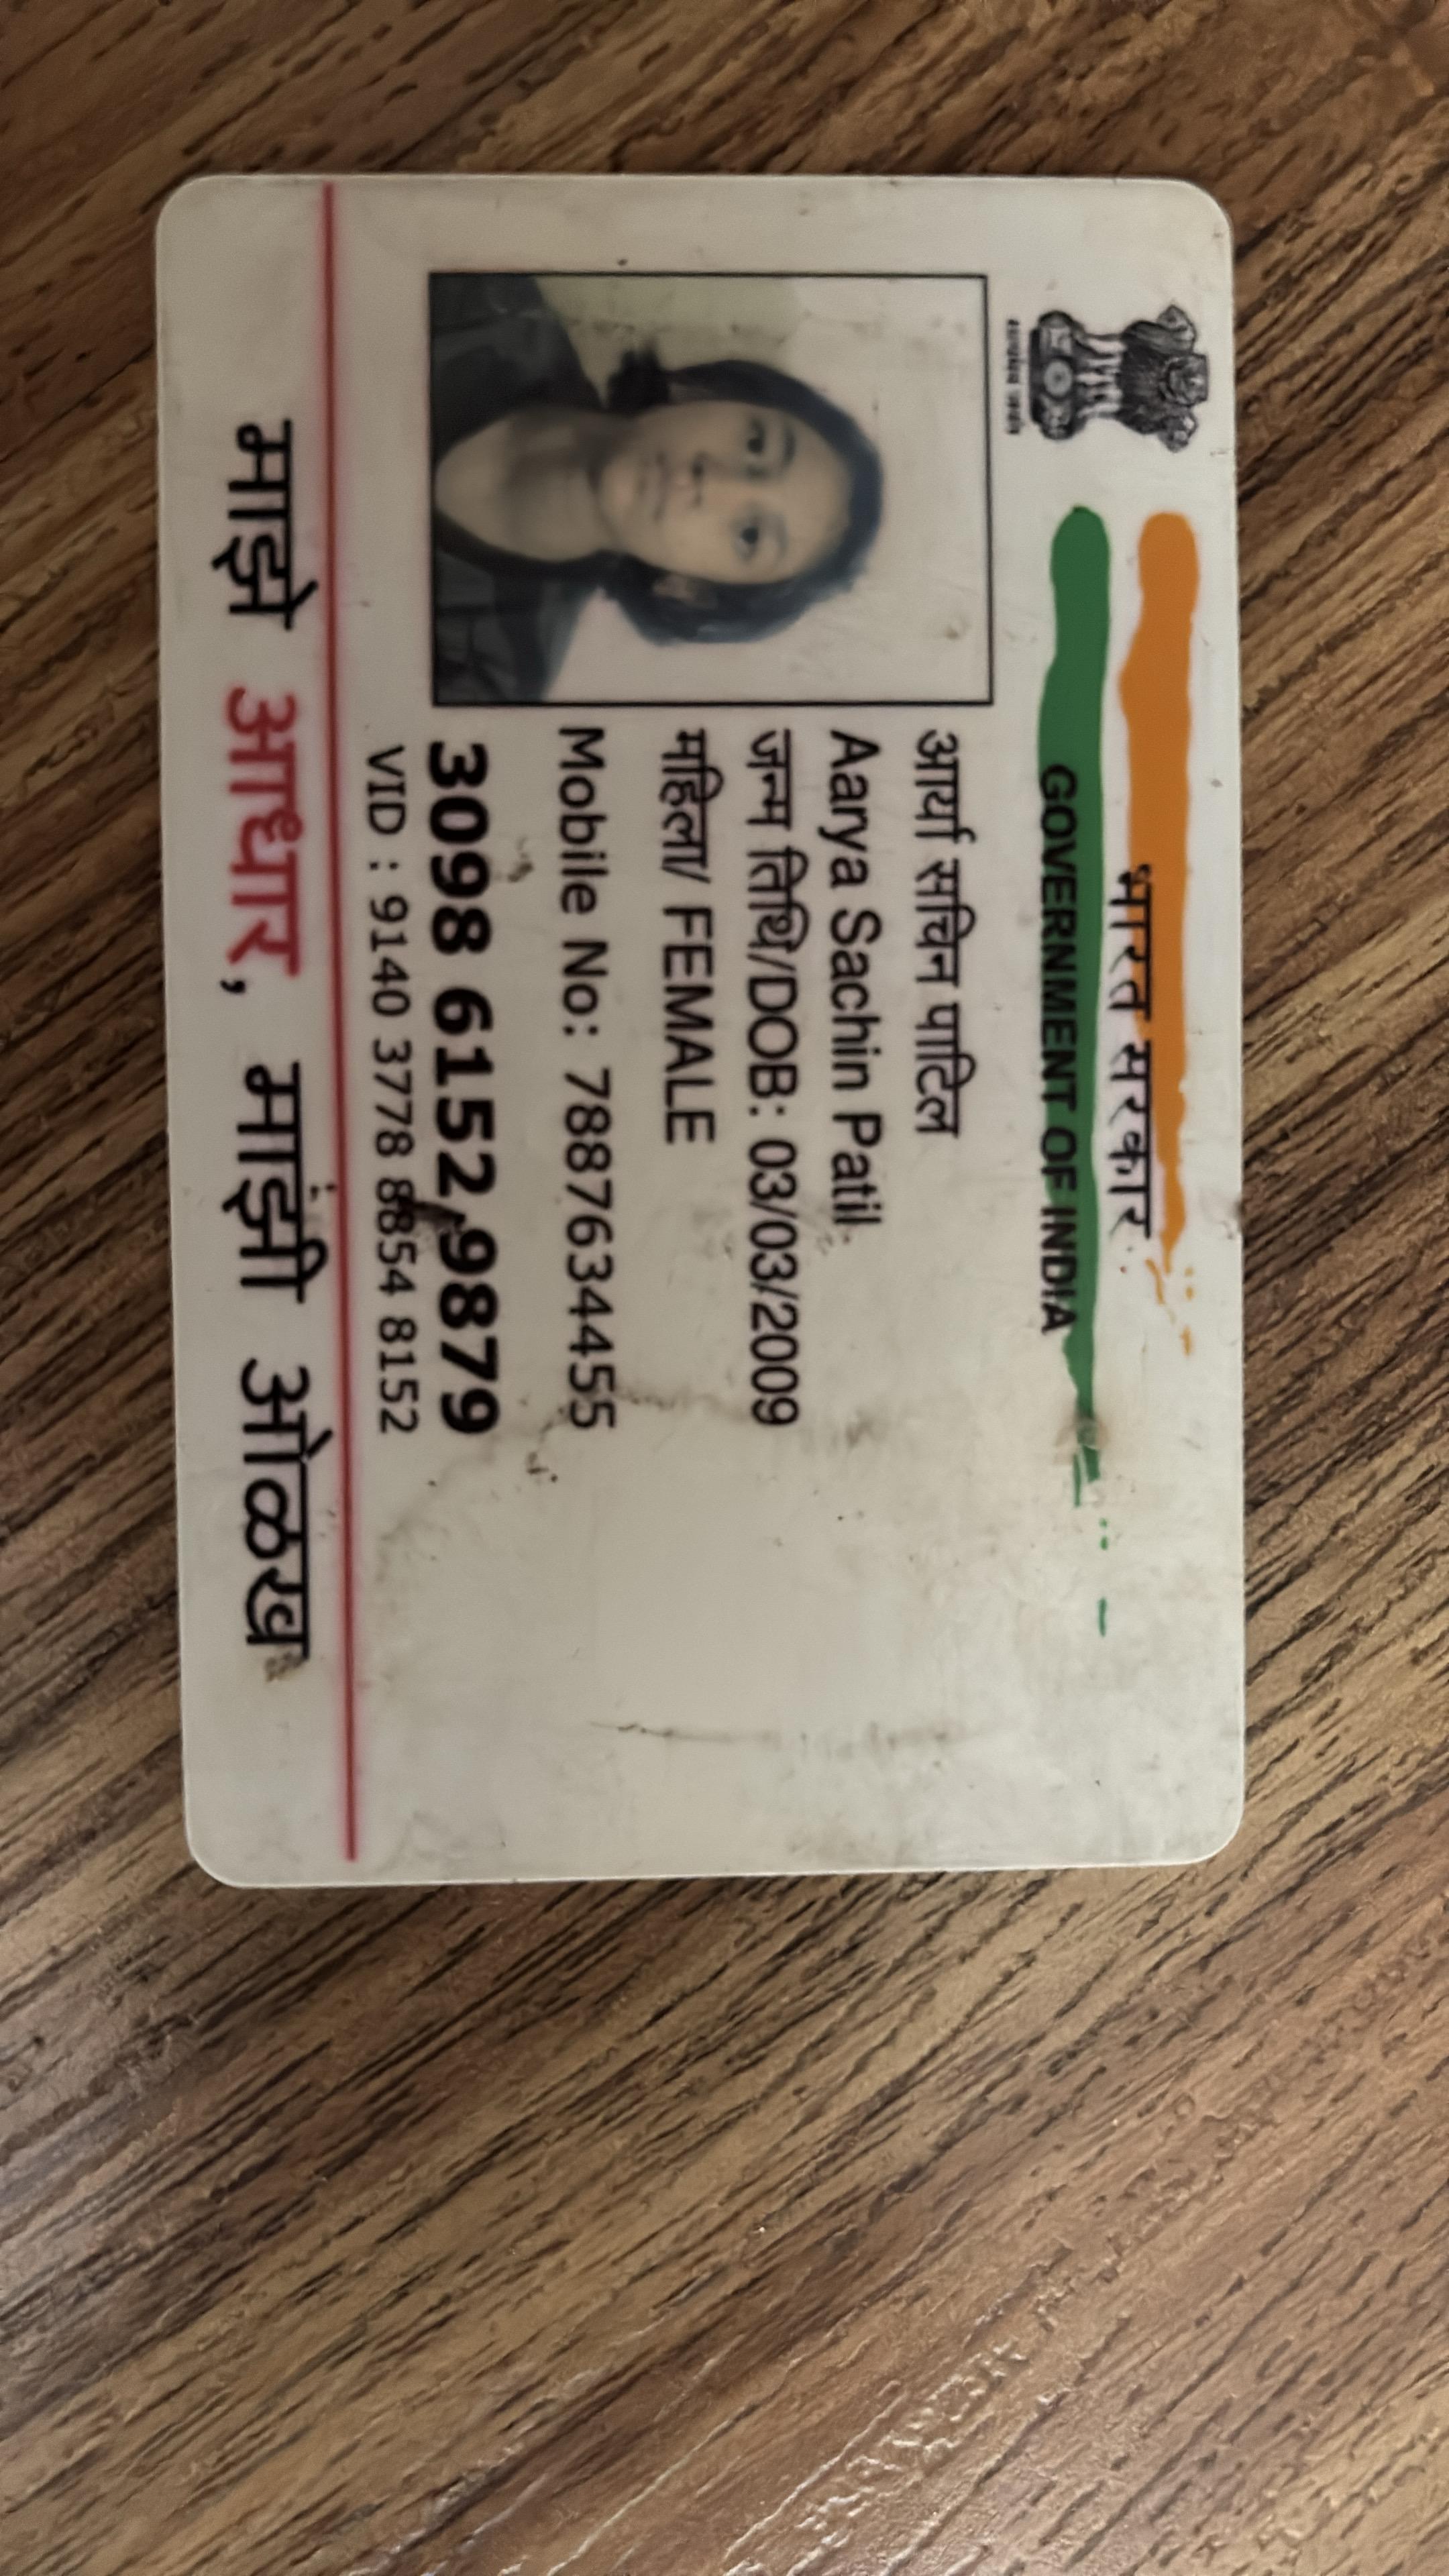 भारत सरकार
GOVERNMENT OF INDIA
आर्या सचिन पाटिल
Aarya Sachin Patil
जन्म तिथि/DOB: 03/03/2009
महिला/ FEMALE
Mobile No: 7887634455
3098 6152 9879
VID : 9140 3778 8854 8152
माझे आधार, माझी ओळख